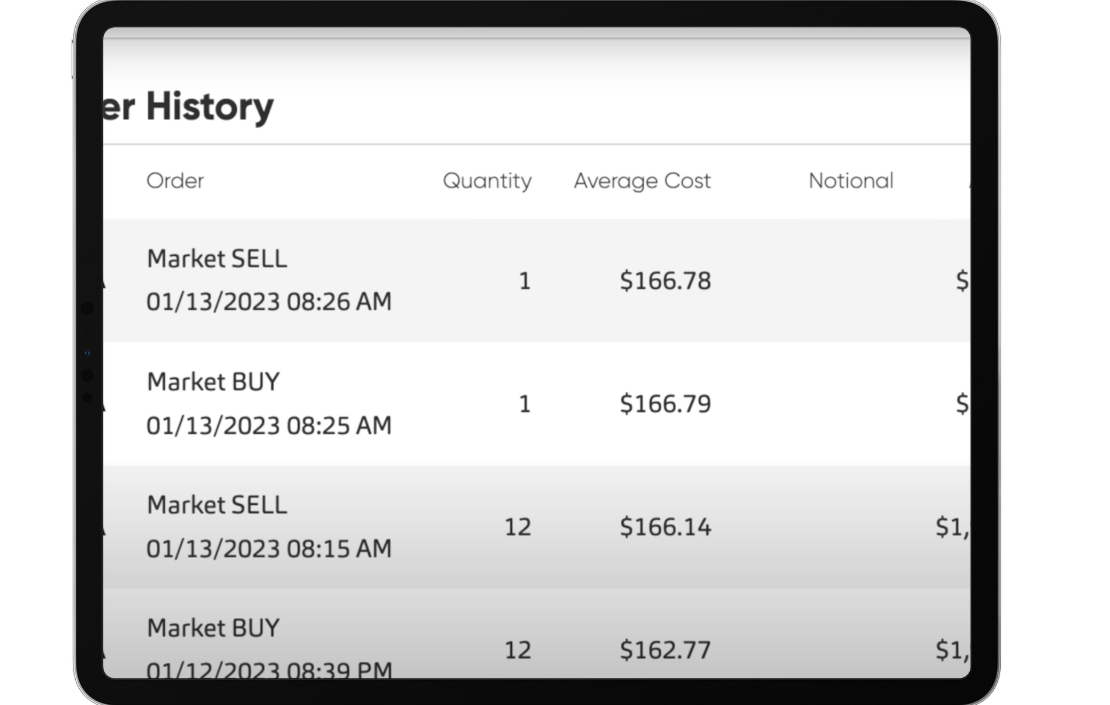 er History
Order Quantity Average Cost Notional
Market SELL
01/13/2023 08:26 AM
1 $166.78 $
Market BUY
01/13/2023 08:25 AM
1 $166.79 $
Market SELL
01/13/2023 08:15 AM
12 $166.14 $1,
Market BUY
01/12/2023 08:39 PM
12 $162.77 $1,